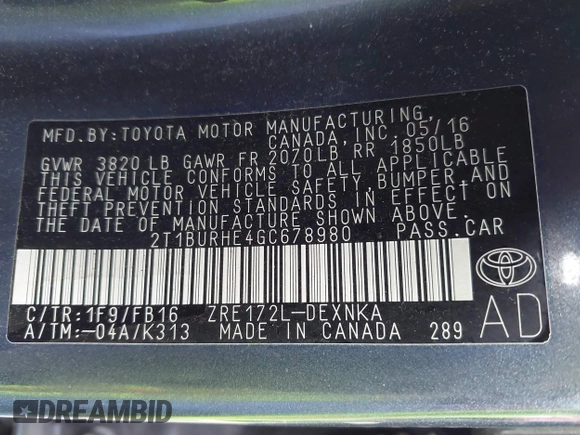 MFD.BY:TOYOTA MOTOR MANUFACTURING
CANADA, INC. 05/16
GVWR 3820 LB GAWR FR 2070LB, RR 1850LB
THIS VEHICLE CONFORMS TO ALL APPLICABLE
FEDERAL MOTOR VEHICLE SAFETY, BUMPER, AND
THEFT PREVENTION STANDARDS IN EFFECT ON
THE DATE OF MANUFACTURE SHOWN ABOVE.
2T1BURHE4GC678980 PASS.CAR
C/TR:1F9/FB16 ZRE172L-DEXNKA
A/TM:-04A/K313 MADE IN CANADA 289
AD
DREAMBID